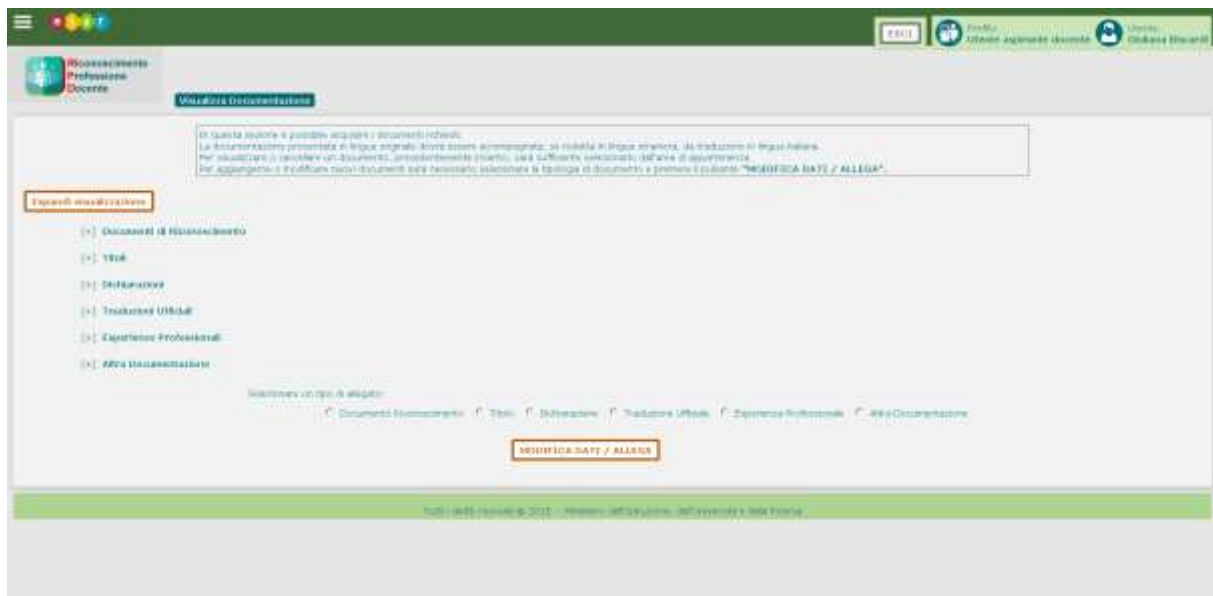 ESCI
Profilo:
Utente aspirante docente
Utente:
Giuliana
Riconoscimento
Professione
Docente
Visualizza Documentazione
In questa sezione è possibile acquisire i documenti richiesti.
La documentazione presentata in lingua originale dovrà essere accompagnata, se redatta in lingua straniera, da traduzione in lingua italiana.
Per visualizzare o cancellare un documento, precedentemente inserito, sarà sufficiente selezionarlo dall'area di appartenenza.
Per aggiungere o modificare nuovi documenti sarà necessario selezionare la tipologia di documento e premere il pulsante "MODIFICA DATI / ALLEGA".
Espandi visualizzazione
[+] Documenti di Riconoscimento
[+] Titoli
[+] Dichiarazioni
[+] Traduzioni Ufficiali
[+] Esperienze Professionali
[+] Altra Documentazione
Selezionare un tipo di allegato:
Documento Riconoscimento Titolo Dichiarazione Traduzione Ufficiale Esperienza Professionale Altra Documentazione
MODIFICA DATI / ALLEGA
Tutti i diritti riservati © - Ministero dell'Istruzione, dell'Università e della Ricerca